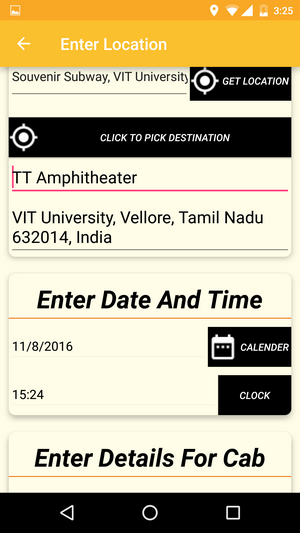 3:25
Enter Location
Souvenir Subway, VIT University
GET LOCATION
CLICK TO PICK DESTINATION
TT Amphitheater
VIT University, Vellore, Tamil Nadu
632014, India
Enter Date And Time
11/8/2016
CALENDER
15:24
CLOCK
Enter Details For Cab